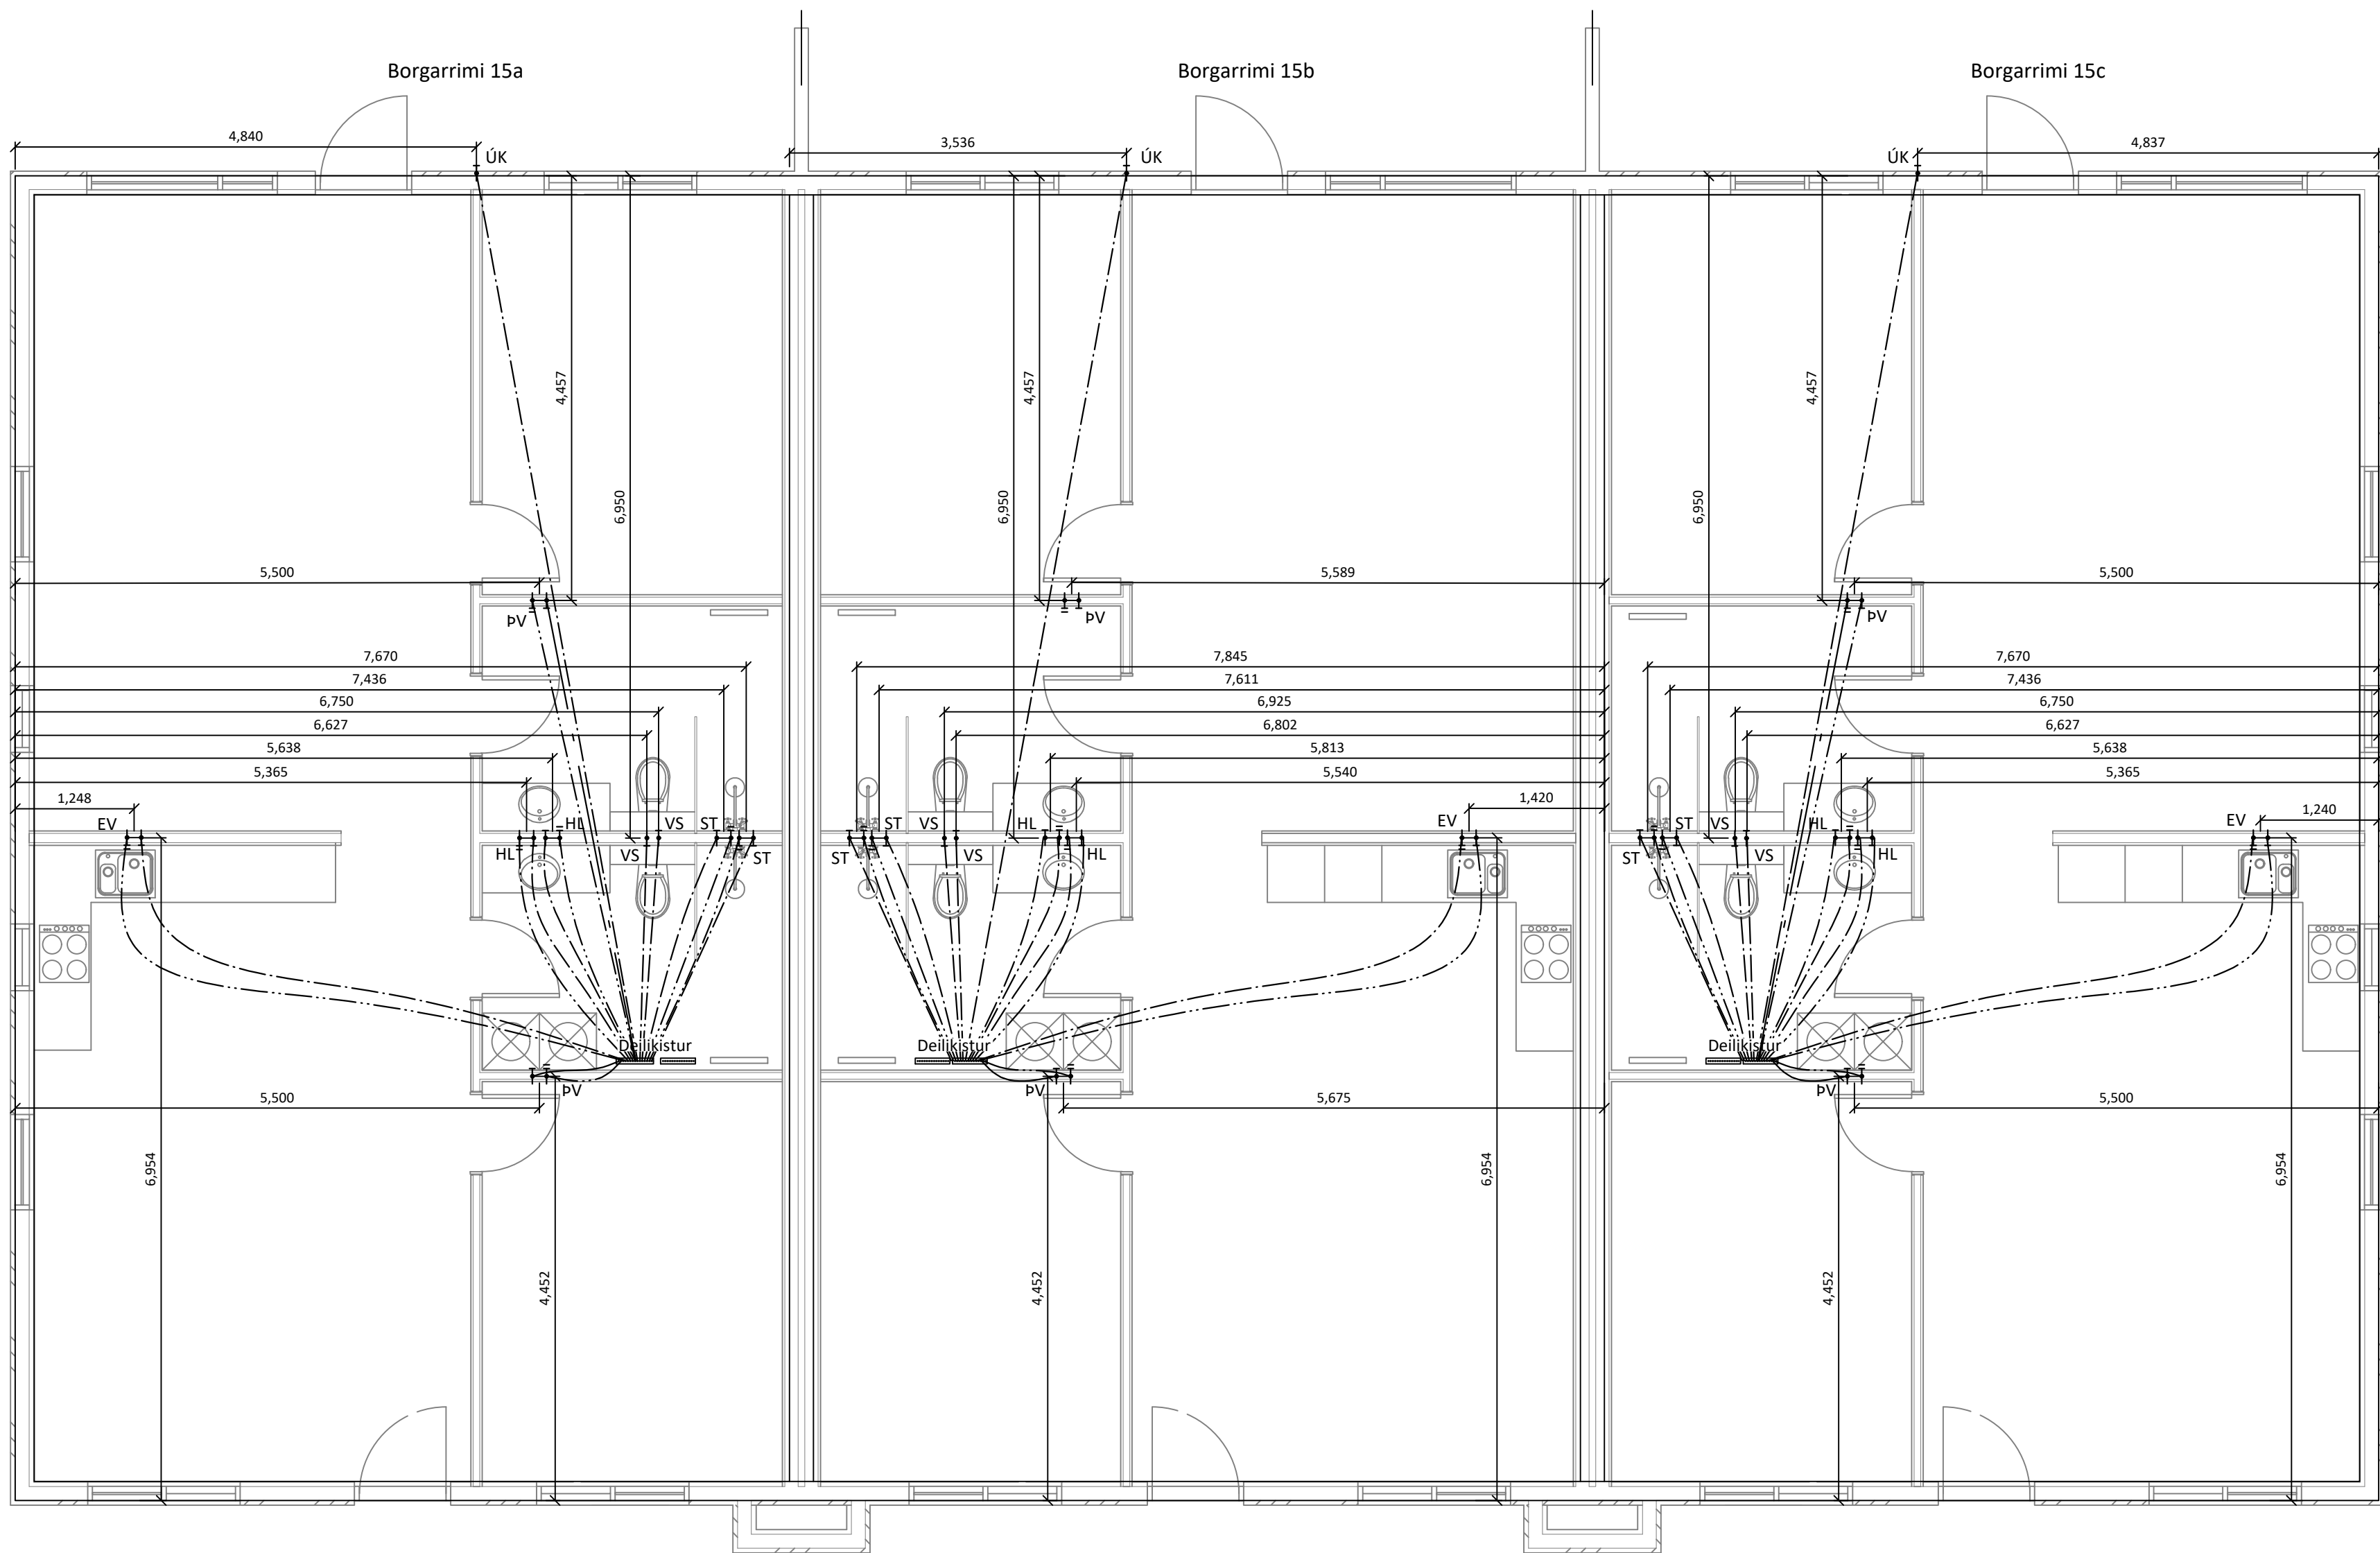 Borgarrimi 15a Borgarrimi 15b Borgarrimi 15c
4,840 3,536 4,837
ÚK ÚK ÚK
4,457 4,457 4,457
6,950 6,950 6,950
5,500 5,589 5,500
ÞV ÞV ÞV
7,670 7,845 7,670
7,436 7,611 7,436
6,750 6,925 6,750
6,627 6,802 6,627
5,638 5,813 5,638
5,365 5,540 5,365
1,248 1,420 1,240
EV HL VS ST ST VS HL EV ST VS HL EV
HL VS ST ST VS HL ST VS HL
Deilikistur Deilikistur Deilikistur
ÞV ÞV ÞV
5,500 5,675 5,500
6,954 6,954 6,954
4,452 4,452 4,452